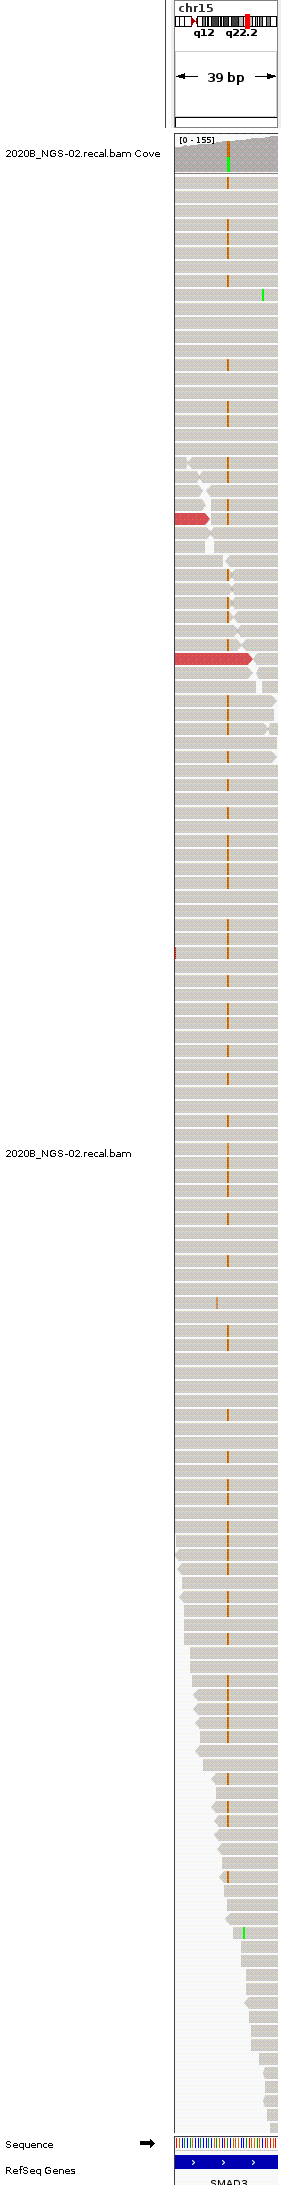 chr15
q12 q22.2
39 bp
[0 - 155]
2020B_NGS-02.recal.bam Cove
2020B_NGS-02.recal.bam
Sequence
RefSeq Genes
SMAD3